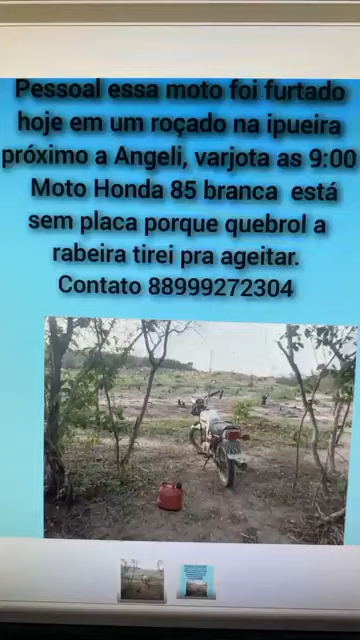 Pessoal essa moto foi furtado
hoje em um roçado na ipueira
próximo a Angeli, varjota as 9:00
Moto Honda 85 branca está
sem placa porque quebrol a
rabeira tirei pra ageitar.
Contato 88999272304